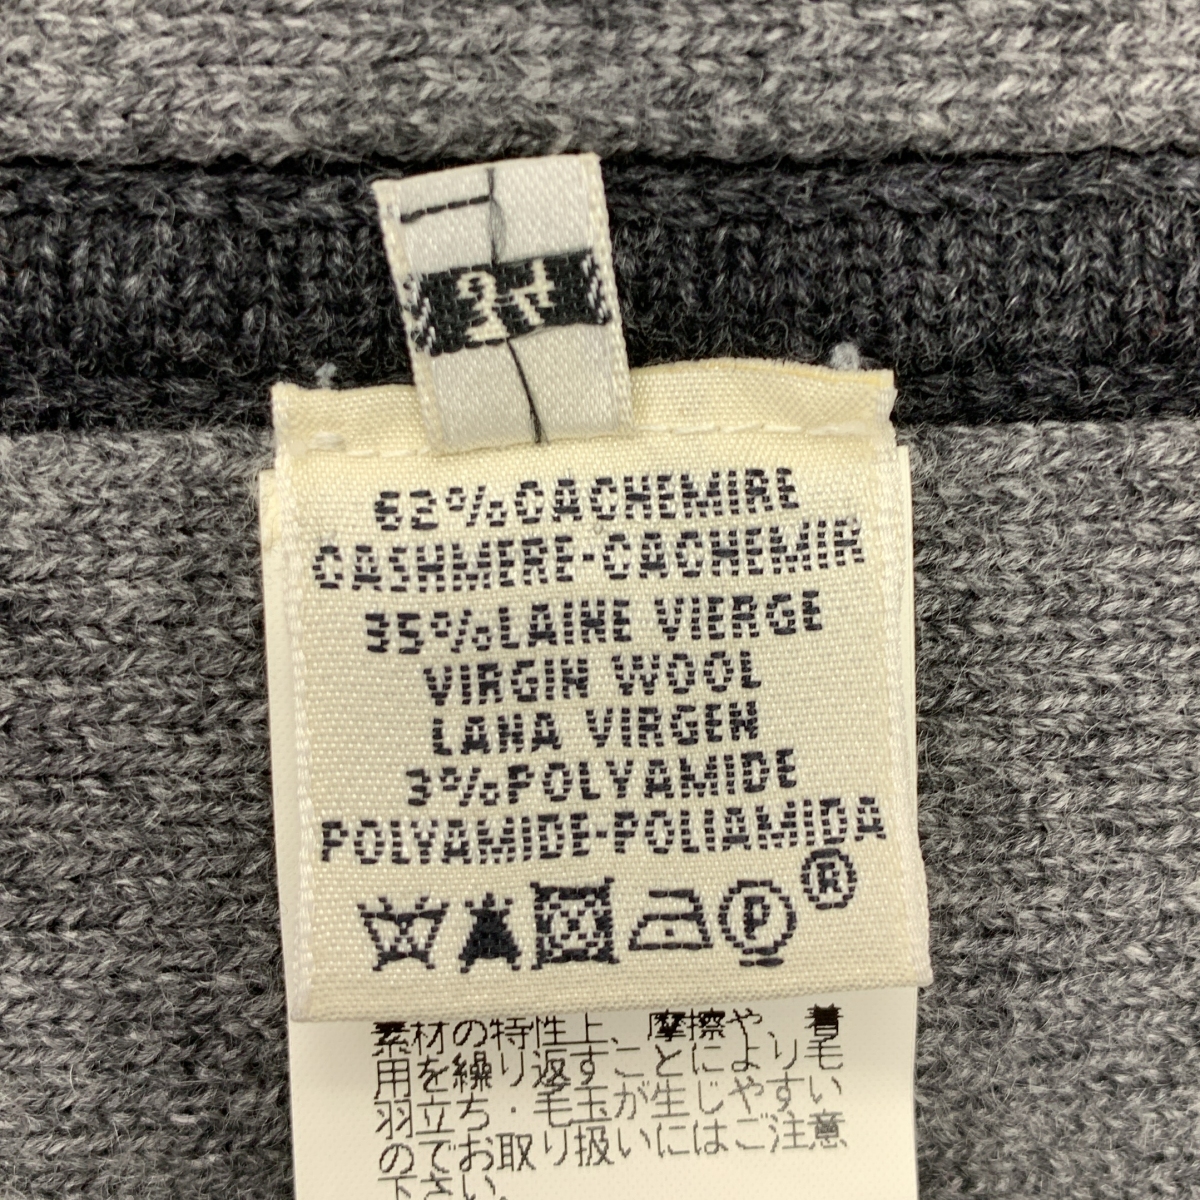 62%CACHEMIRE
CASHMERE-CACHEMIR
35%LAINE VIERGE
VIRGIN WOOL
LANA VIRGEN
3%POLYAMIDE
POLYAMIDE-POLIAMIDA
P ®
素材の特性上、摩擦や、着
用を繰り返すことにより毛
羽立ち・毛玉が生じやすい
のでお取り扱いにはご注意
下さい。